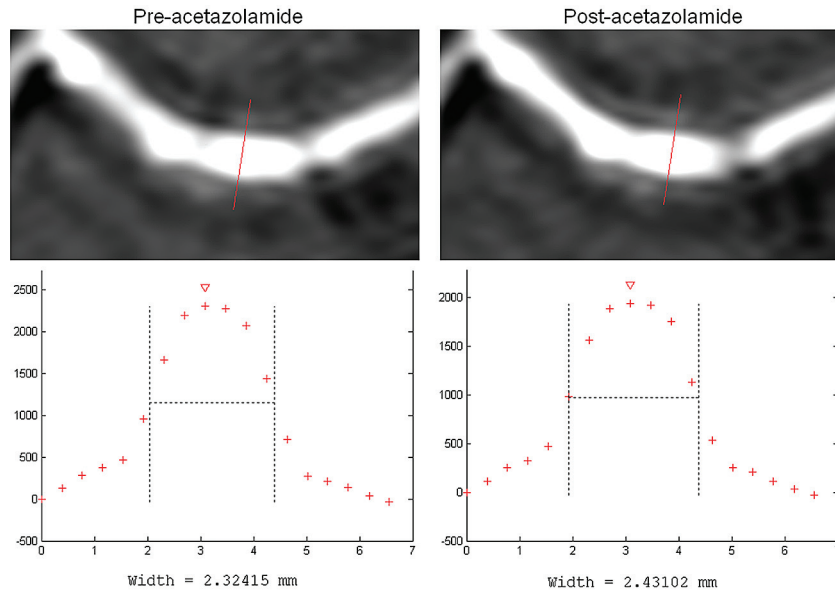 Pre-acetazolamide
Post-acetazolamide
2500
2000
1500
1000
500
0
-500
0 1 2 3 4 5 6 7
Width = 2.32415 mm
2000
1500
1000
500
0
-500
0 1 2 3 4 5 6
Width = 2.43102 mm